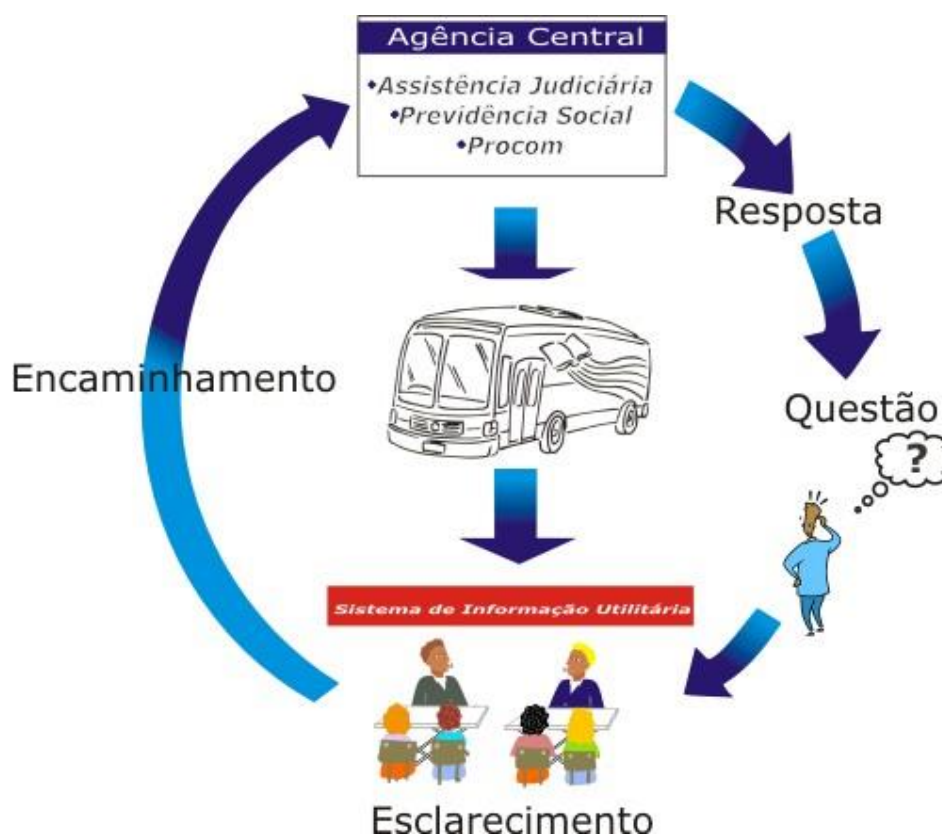 Agência Central
•Assistência Judiciária
•Previdência Social
•Procom
Resposta
Encaminhamento
Questão
?
Sistema de Informação Utilitária
Esclarecimento